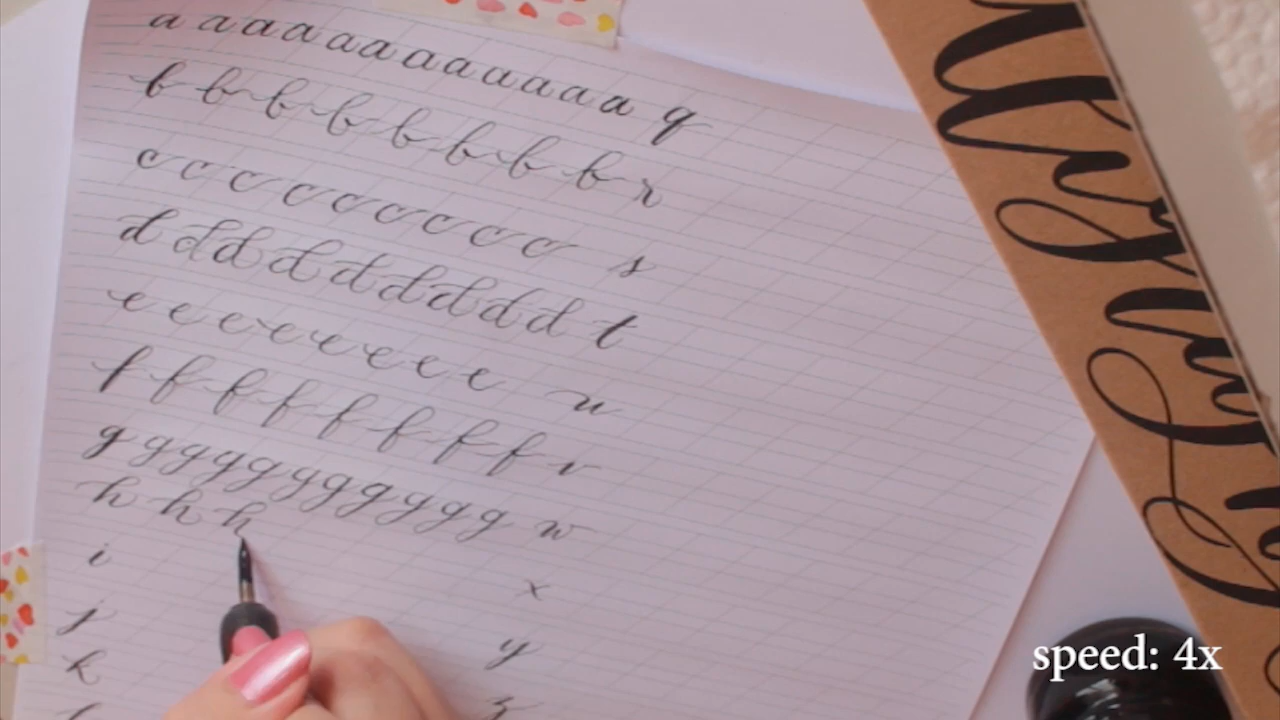 a a a a a a a a a a a a a q
b b b b b b b b r
c c c c c c c c c s
d d d d d d d d d t
e e e e e e e e u
f f f f f f f f v
g g g g g g g g g g g w
h h h
i x
j y
k z
l
speed: 4x